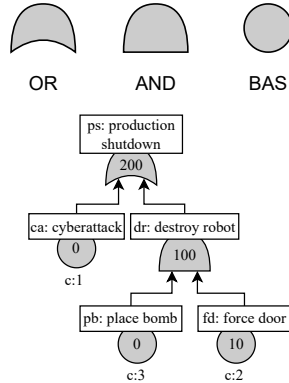 OR AND BAS
ps: production
shutdown
200
ca: cyberattack dr: destroy robot
0 100
c:1
pb: place bomb fd: force door
0 10
c:3 c:2